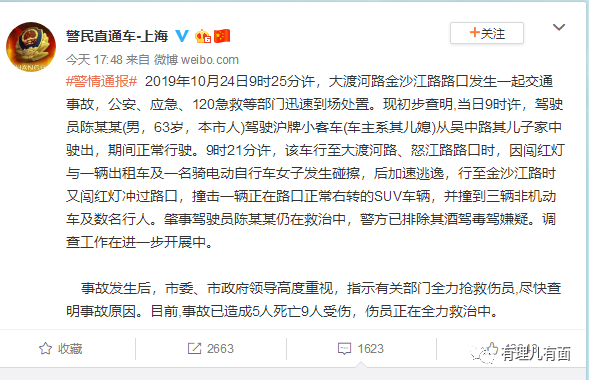 警民直通车-上海
+关注
今天 17:48 来自 微博 weibo.com
#警情通报# 2019年10月24日9时25分许，大渡河路金沙江路路口发生一起交通
事故，公安、应急、120急救等部门迅速到场处置。现初步查明,当日9时许，驾驶
员陈某某(男，63岁，本市人)驾驶沪牌小客车(车主系其儿媳)从吴中路其儿子家中
驶出，期间正常行驶。9时21分许，该车行至大渡河路、怒江路路口时，因闯红灯
与一辆出租车及一名骑电动自行车女子发生碰擦，后加速逃逸，行至金沙江路时
又闯红灯冲过路口，撞击一辆正在路口正常右转的SUV车辆，并撞到三辆非机动
车及数名行人。肇事驾驶员陈某某仍在救治中，警方已排除其酒驾毒驾嫌疑。调
查工作在进一步开展中。
事故发生后，市委、市政府领导高度重视，指示有关部门全力抢救伤员,尽快查
明事故原因。目前,事故已造成5人死亡9人受伤，伤员正在全力救治中。
收藏
2663
1623
有理儿有面